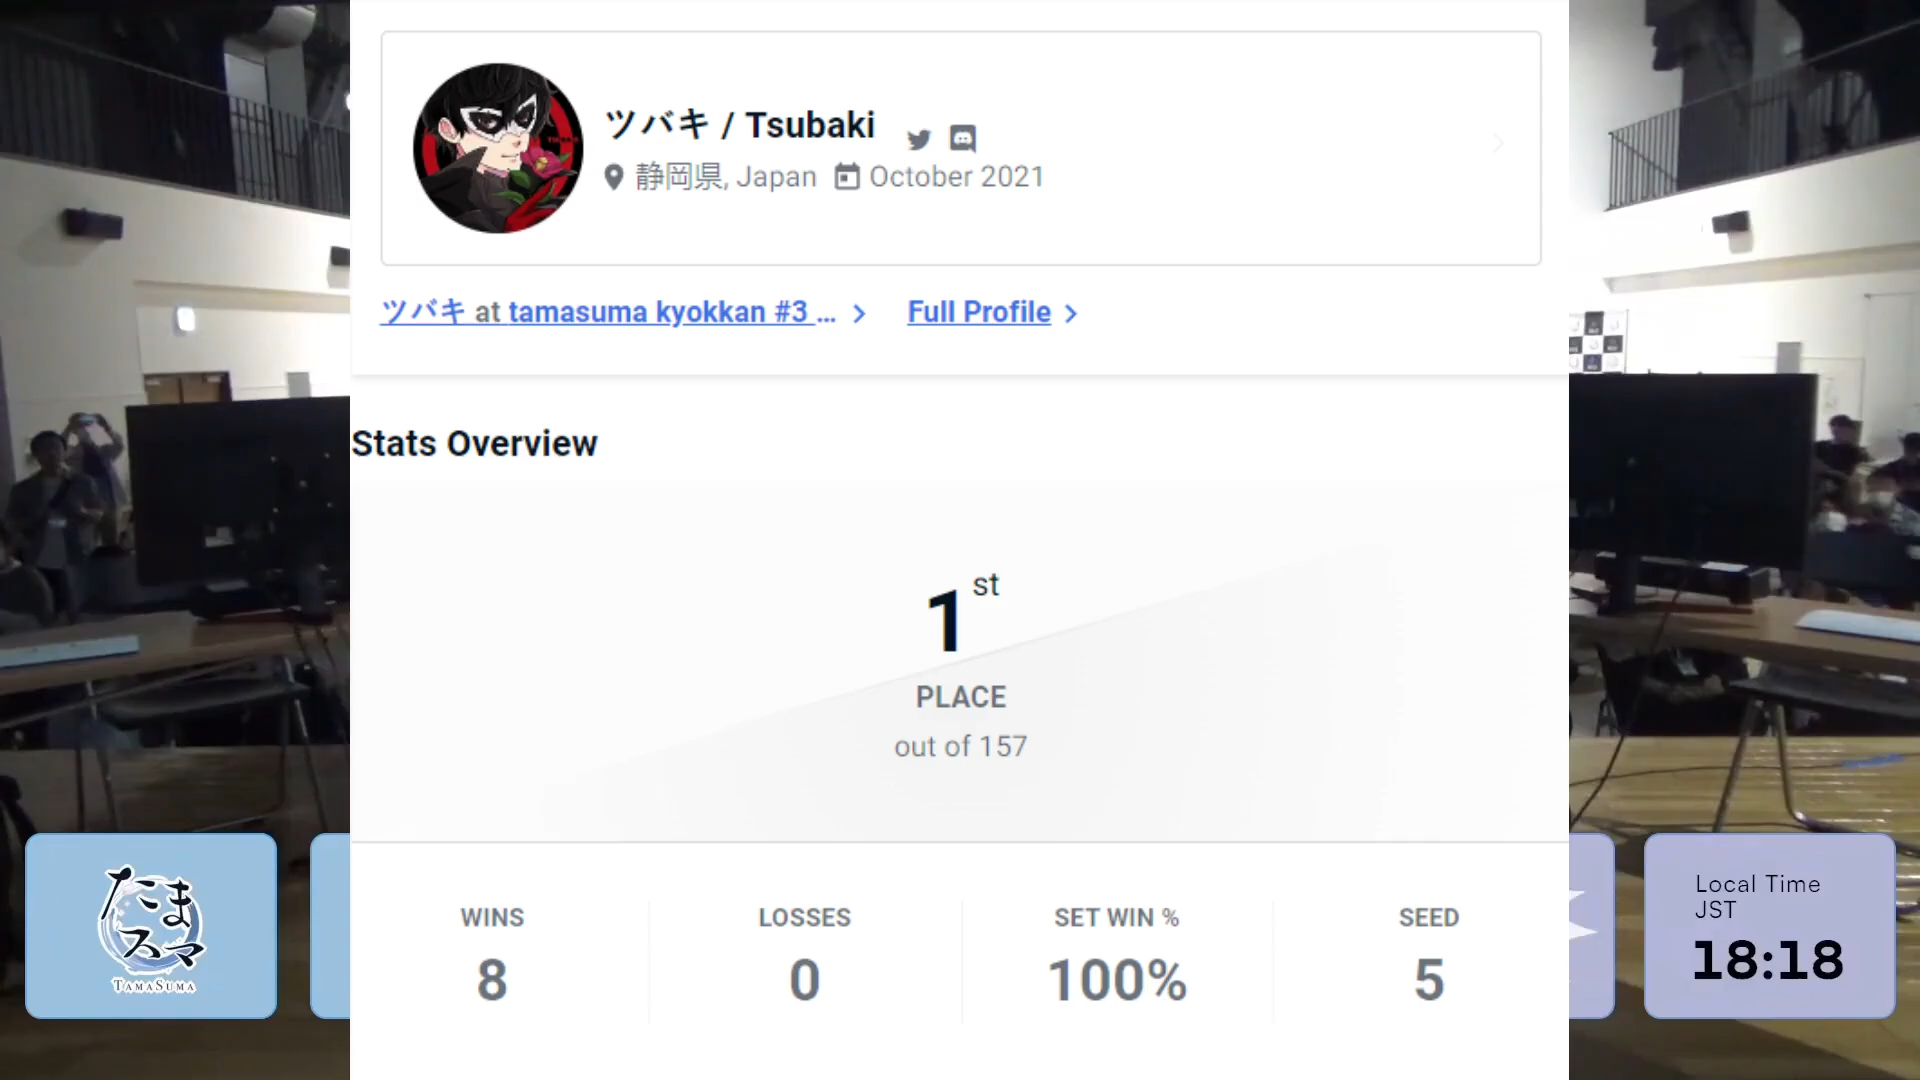 ツバキ / Tsubaki
静岡県, Japan October 2021
ツバキ at tamasuma kyokkan #3 ... Full Profile
Stats Overview
1st
PLACE
out of 157
WINS LOSSES SET WIN % SEED
8 0 100% 5
たま
スマ
TAMASUMA
Local Time
JST
18:18